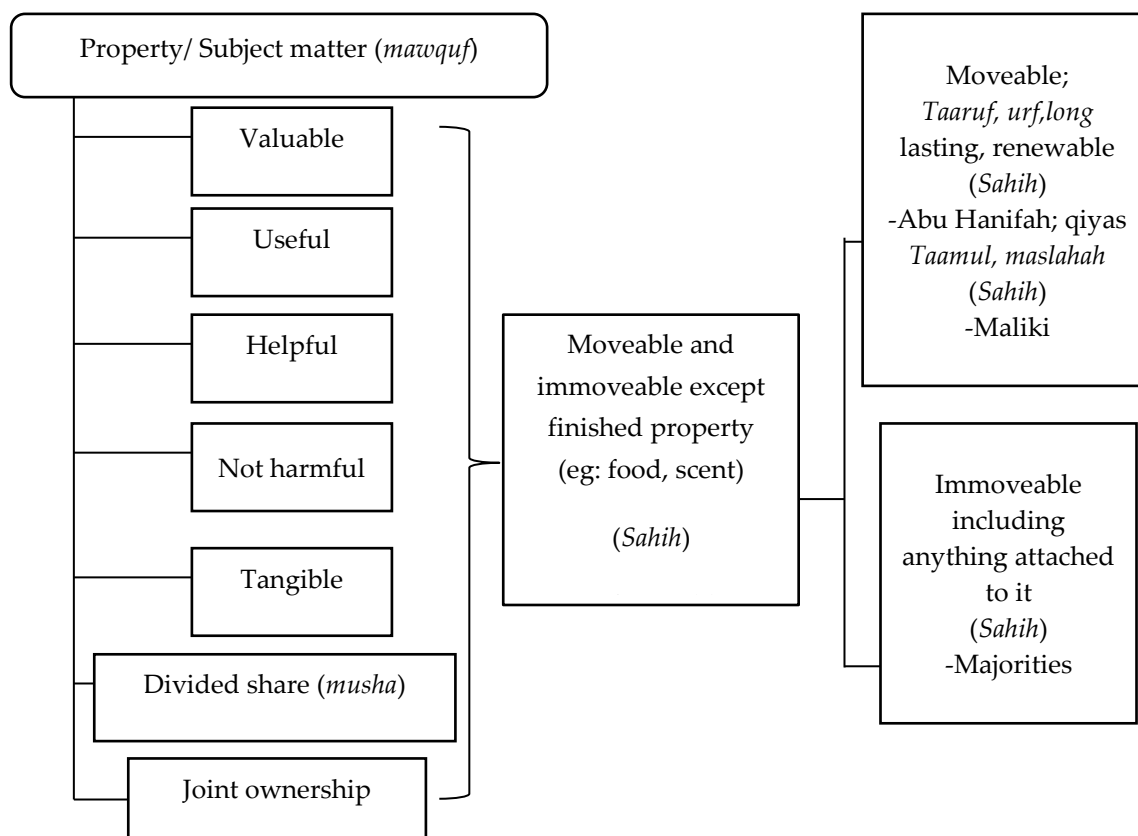 Property/ Subject matter (mawquf)
Valuable
Useful
Helpful
Not harmful
Tangible
Divided share (musha)
Joint ownership
Moveable and
immoveable except
finished property
(eg: food, scent)
(Sahih)
Moveable;
Taaruf, urf,long
lasting, renewable
(Sahih)
-Abu Hanifah; qiyas
Taamul, maslahah
(Sahih)
-Maliki
Immoveable
including
anything attached
to it
(Sahih)
-Majorities